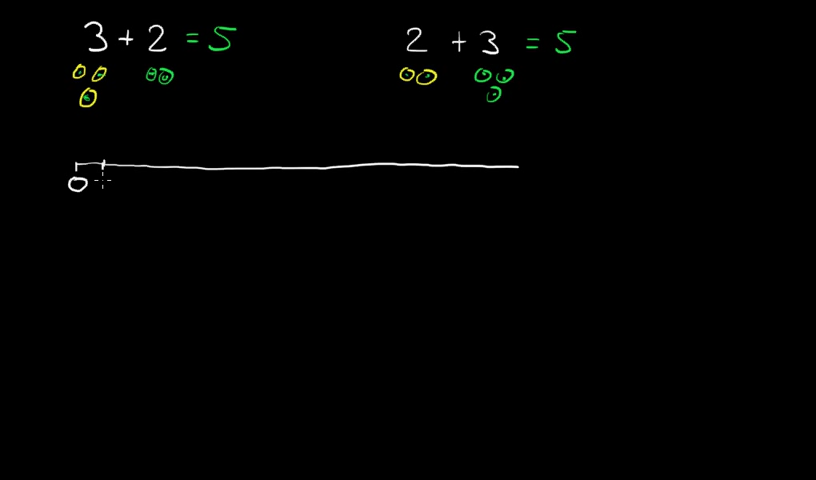 3 + 2 = 5
2 + 3 = 5
0